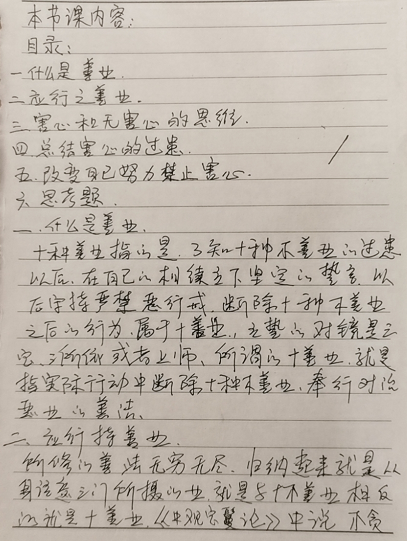 本节课内容:
目录:
一.什么是善业.
二.应行之善业.
三.害心和无害心的思维.
四.总结害心的过患.
五.改变自己努力禁止害心.
六.思考题.
一.什么是善业.
十种善业指的是.了知十种不善业的过患
以后.在自己的相续立下坚定的誓言.以
后守持严禁恶行戒.断除十种不善业
之后的行为.属于十善业.,立誓的对镜是三
宝.三所依或者上师、所谓的十善业.就是
指实际行动中断除十种不善业.奉行对治
恶业的善法、
二.应行持善业.
所修的善法无穷无尽.归纳起来就是从
身语意三门所摄的业.就是与十不善业相反
的就是十善业.《中观宝鬘论》中说 不贪